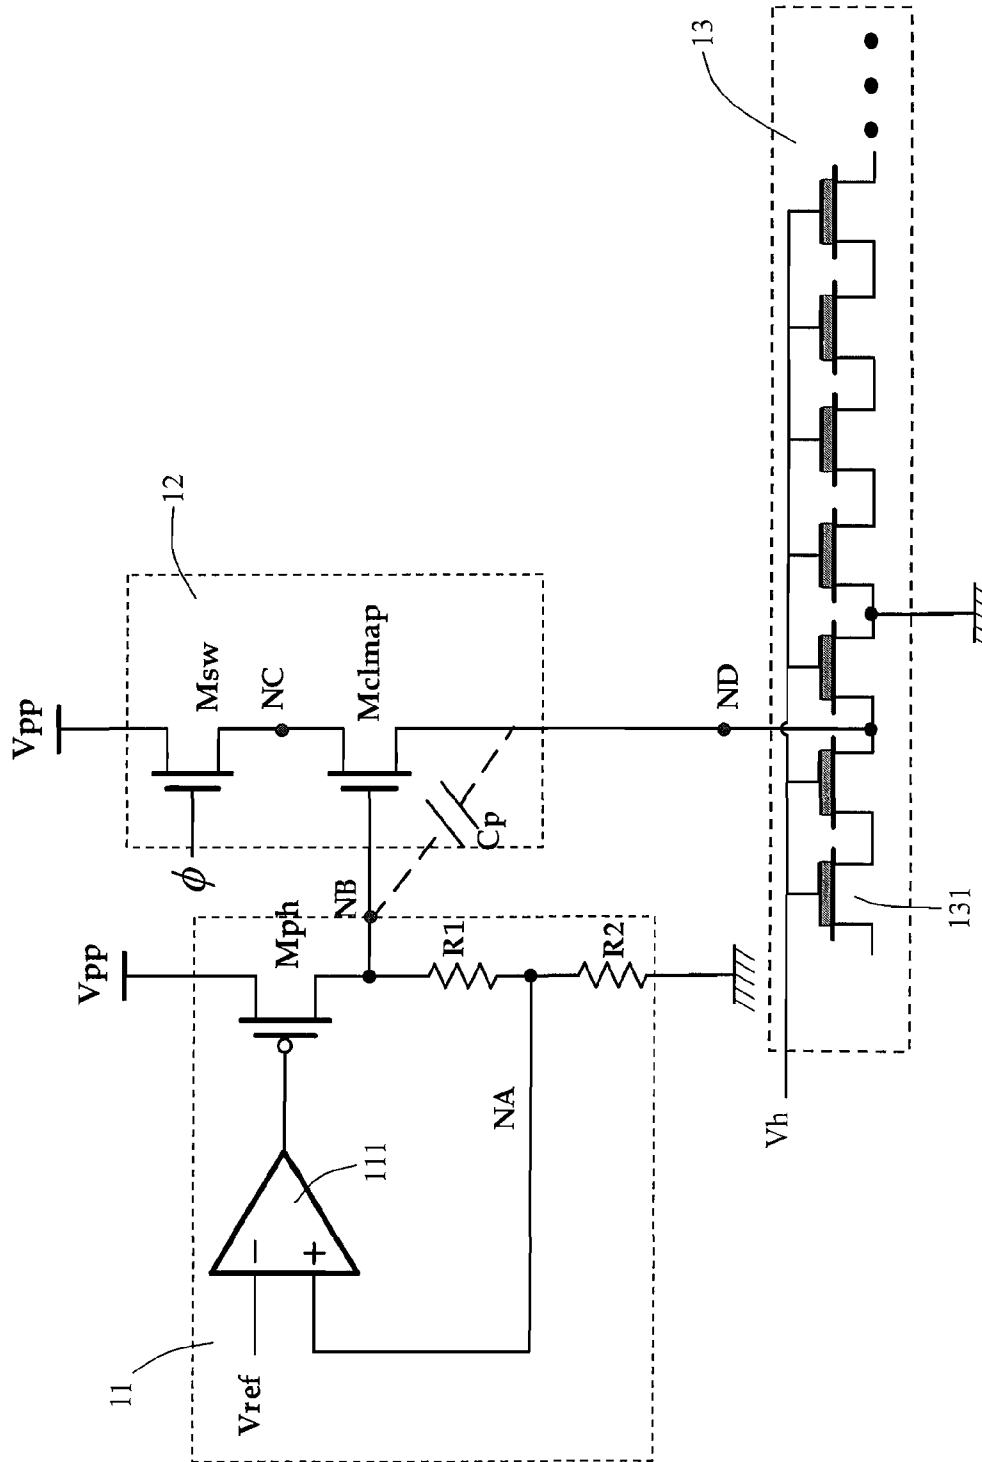 11
Vref
−
+
111
NA
Vpp
Mph
NB
R1
R2
Cp
ϕ
Vpp
Msw
NC
Mclmap
12
ND
Vh
131
13